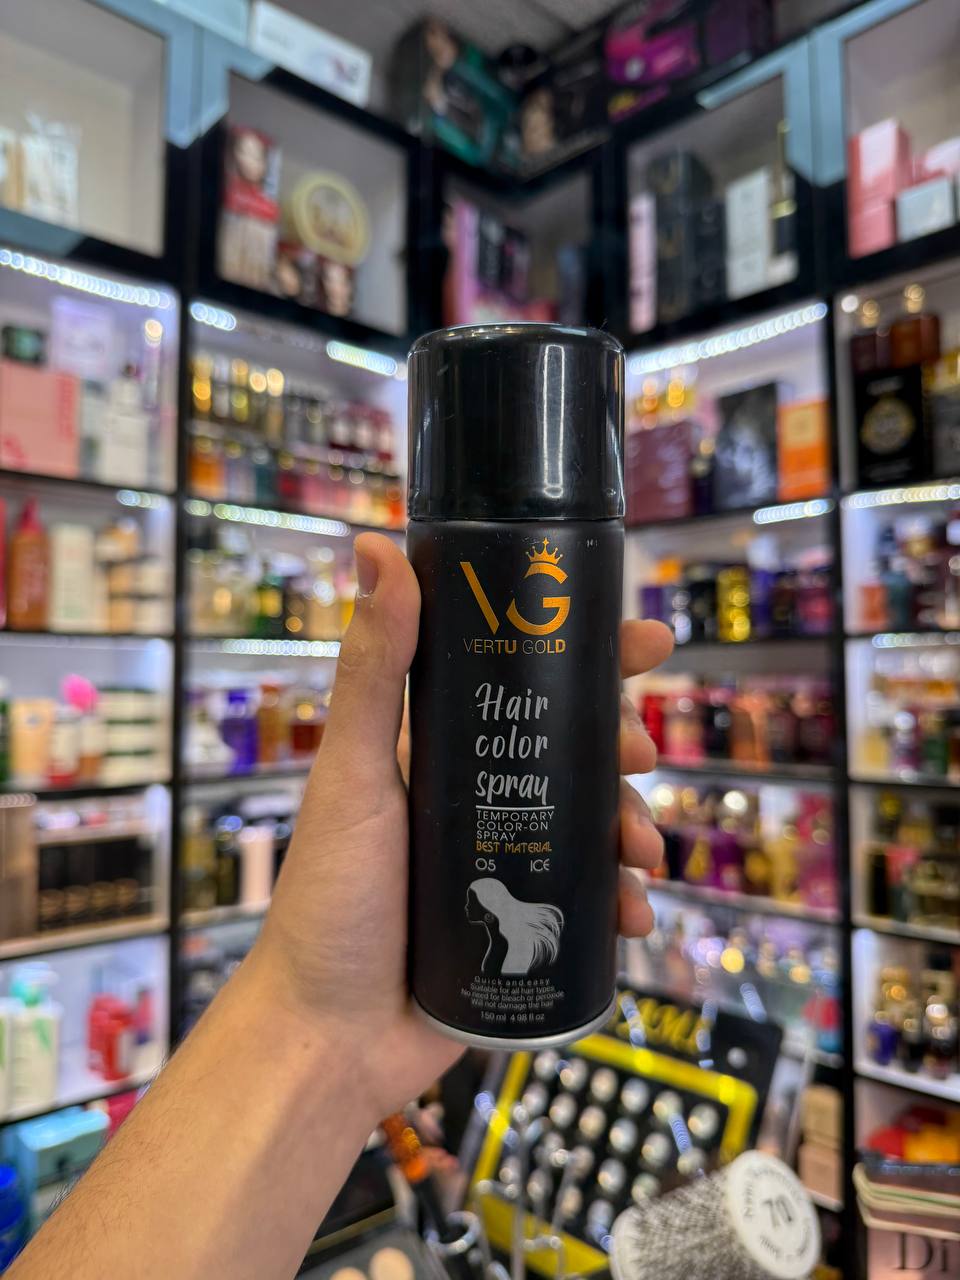 VG
VERTU GOLD
Hair
color
spray
TEMPORARY
COLOR-ON
SPRAY
BEST MATERIAL
05 ICE
Quick and easy
Suitable for all hair types
No need for bleach or peroxide
Will not damage the hair
150 ml 4 98 fl oz
70
Di